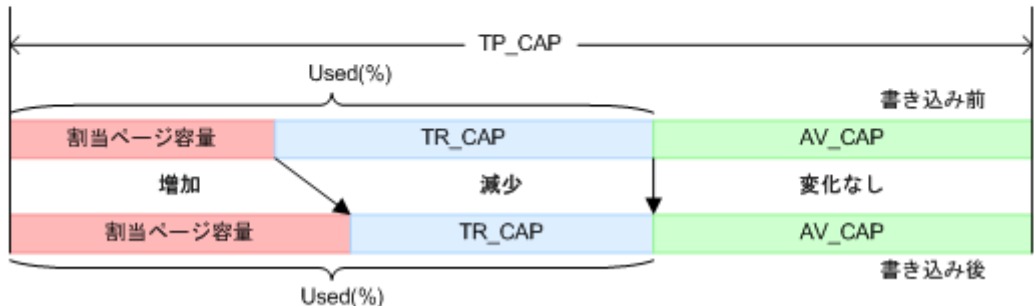 TP_CAP
Used(%)
書き込み前
割当ページ容量 TR_CAP AV_CAP
増加 減少 変化なし
割当ページ容量 TR_CAP AV_CAP
書き込み後
Used(%)